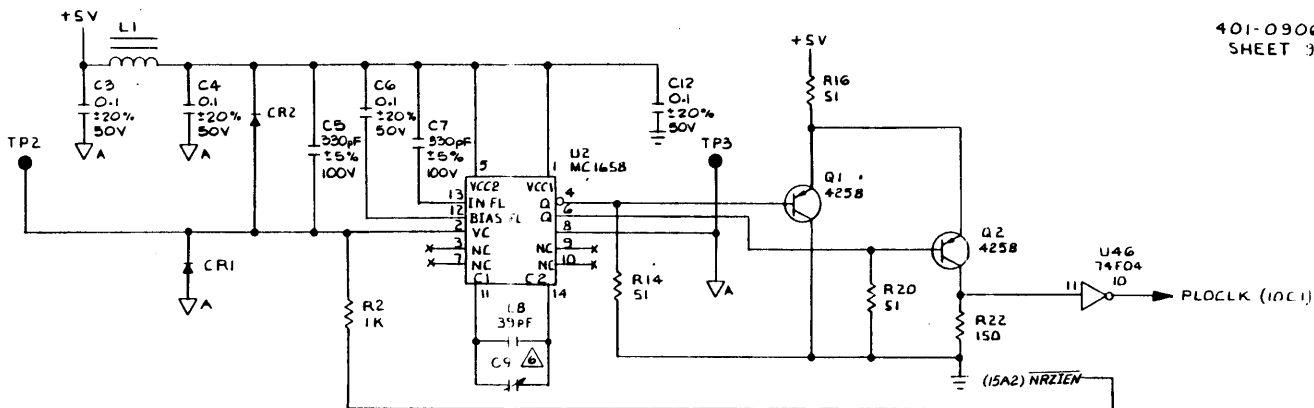 401-0906
SHEET 9
+5V
L1
C3
0.1
±20%
50V
A
C4
0.1
±20%
50V
A
CR2
C5
330pF
±5%
100V
C6
0.1
±20%
50V
C7
330pF
±5%
100V
C12
0.1
±20%
50V
+5V
R16
51
TP2
TP3
U2
MC1658
5
1
VCC2
VCC1
13
IN FL
Q
4
12
BIAS FL
Q
6
2
VC
8
3
NC
NC
9
7
NC
NC
10
C1
C2
11
14
CR1
A
A
R2
1K
39PF
C9
6
R14
51
Q1
4258
Q2
4258
R20
51
R22
150
U46
74F04
11
10
PLOCLK (10C1)
(15A2) NRZIEN